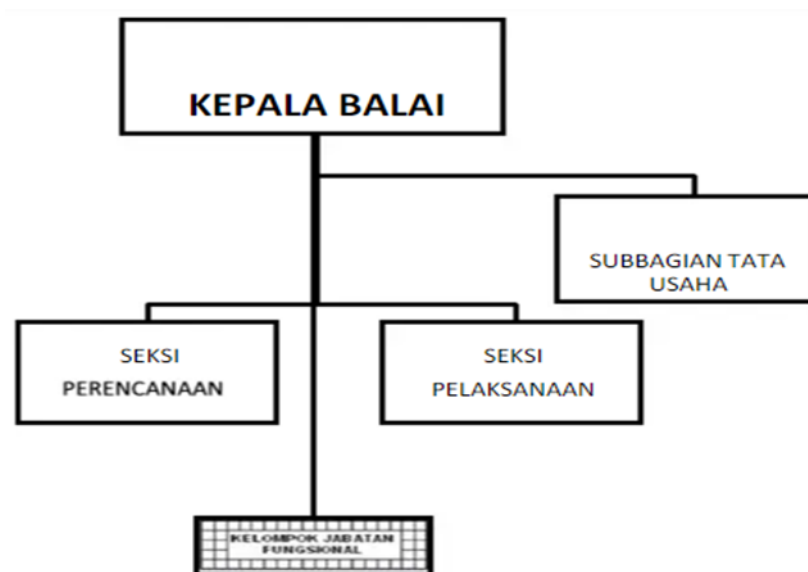 KEPALA BALAI
SUBBAGIAN TATA
USAHA
SEKSI
PERENCANAAN
SEKSI
PELAKSANAAN
KELOMPOK JABATAN
FUNGSIONAL